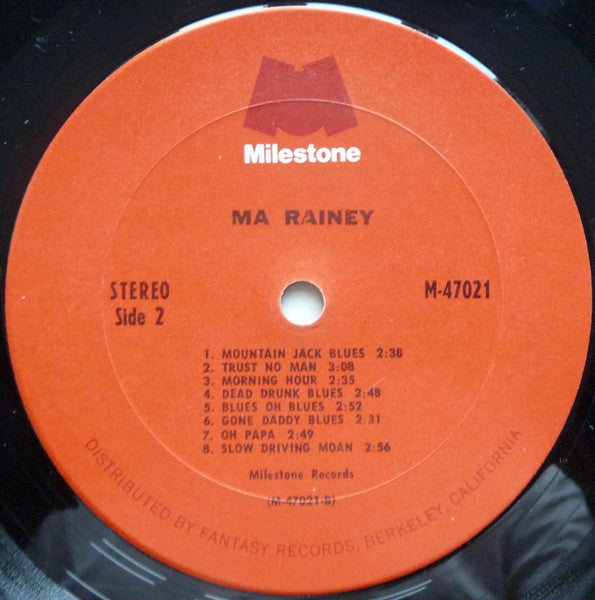 Milestone
MA RAINEY
STEREO
Side 2
M-47021
1. MOUNTAIN JACK BLUES 2:38
2. TRUST NO MAN 3:08
3. MORNING HOUR 2:35
4. DEAD DRUNK BLUES 2:48
5. BLUES OH BLUES 2:52
6. GONE DADDY BLUES 2:31
7. OH PAPA 2:49
8. SLOW DRIVING MOAN 2:56
Milestone Records
(M-47021-B)
DISTRIBUTED BY FANTASY RECORDS, BERKELEY, CALIFORNIA